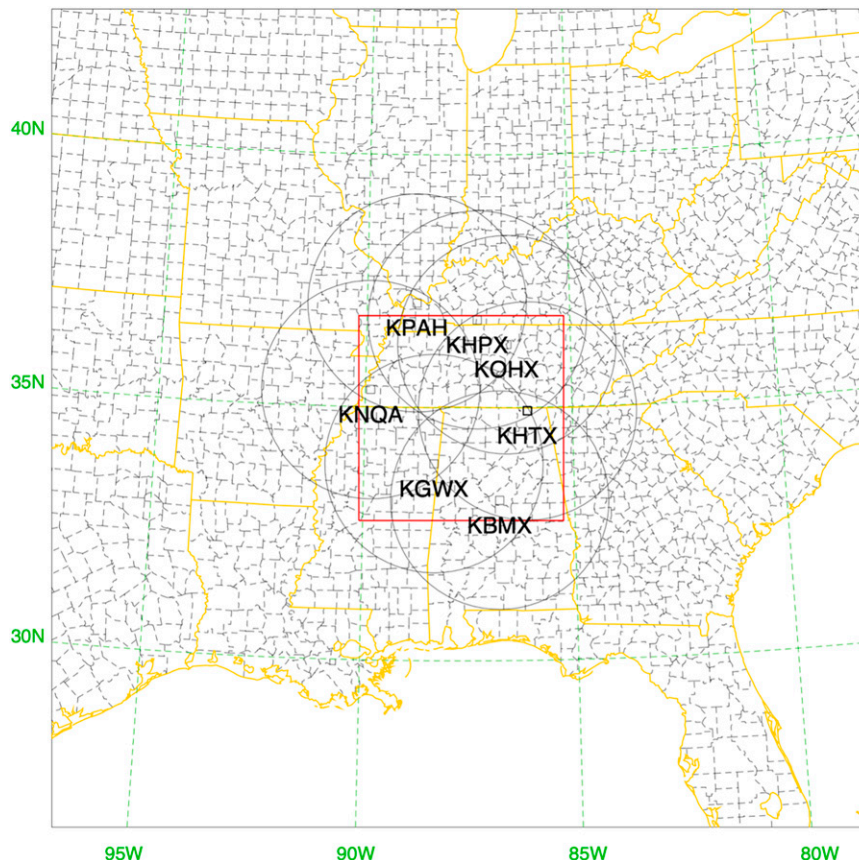 40N
KPAH
KHPX
KOHX
35N
KNQA
KHTX
KGWX
KBMX
30N
95W 90W 85W 80W